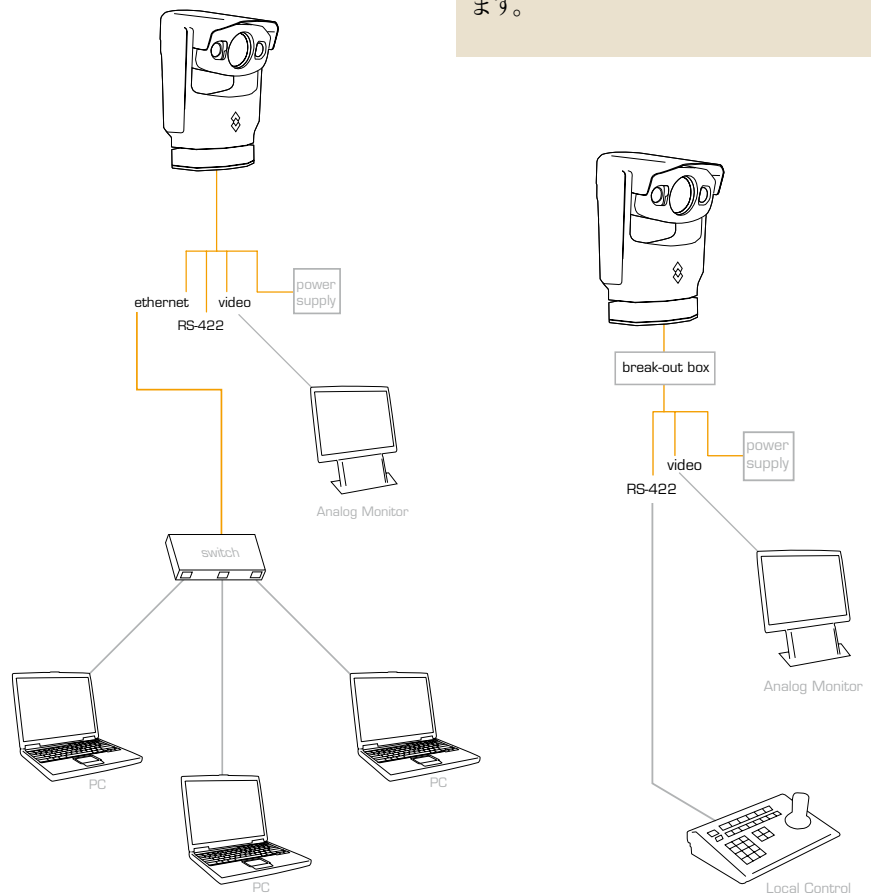 ます。
power
supply
ethernet
video
RS-422
Analog Monitor
switch
PC
PC
PC
break-out box
power
supply
video
RS-422
Analog Monitor
Local Control